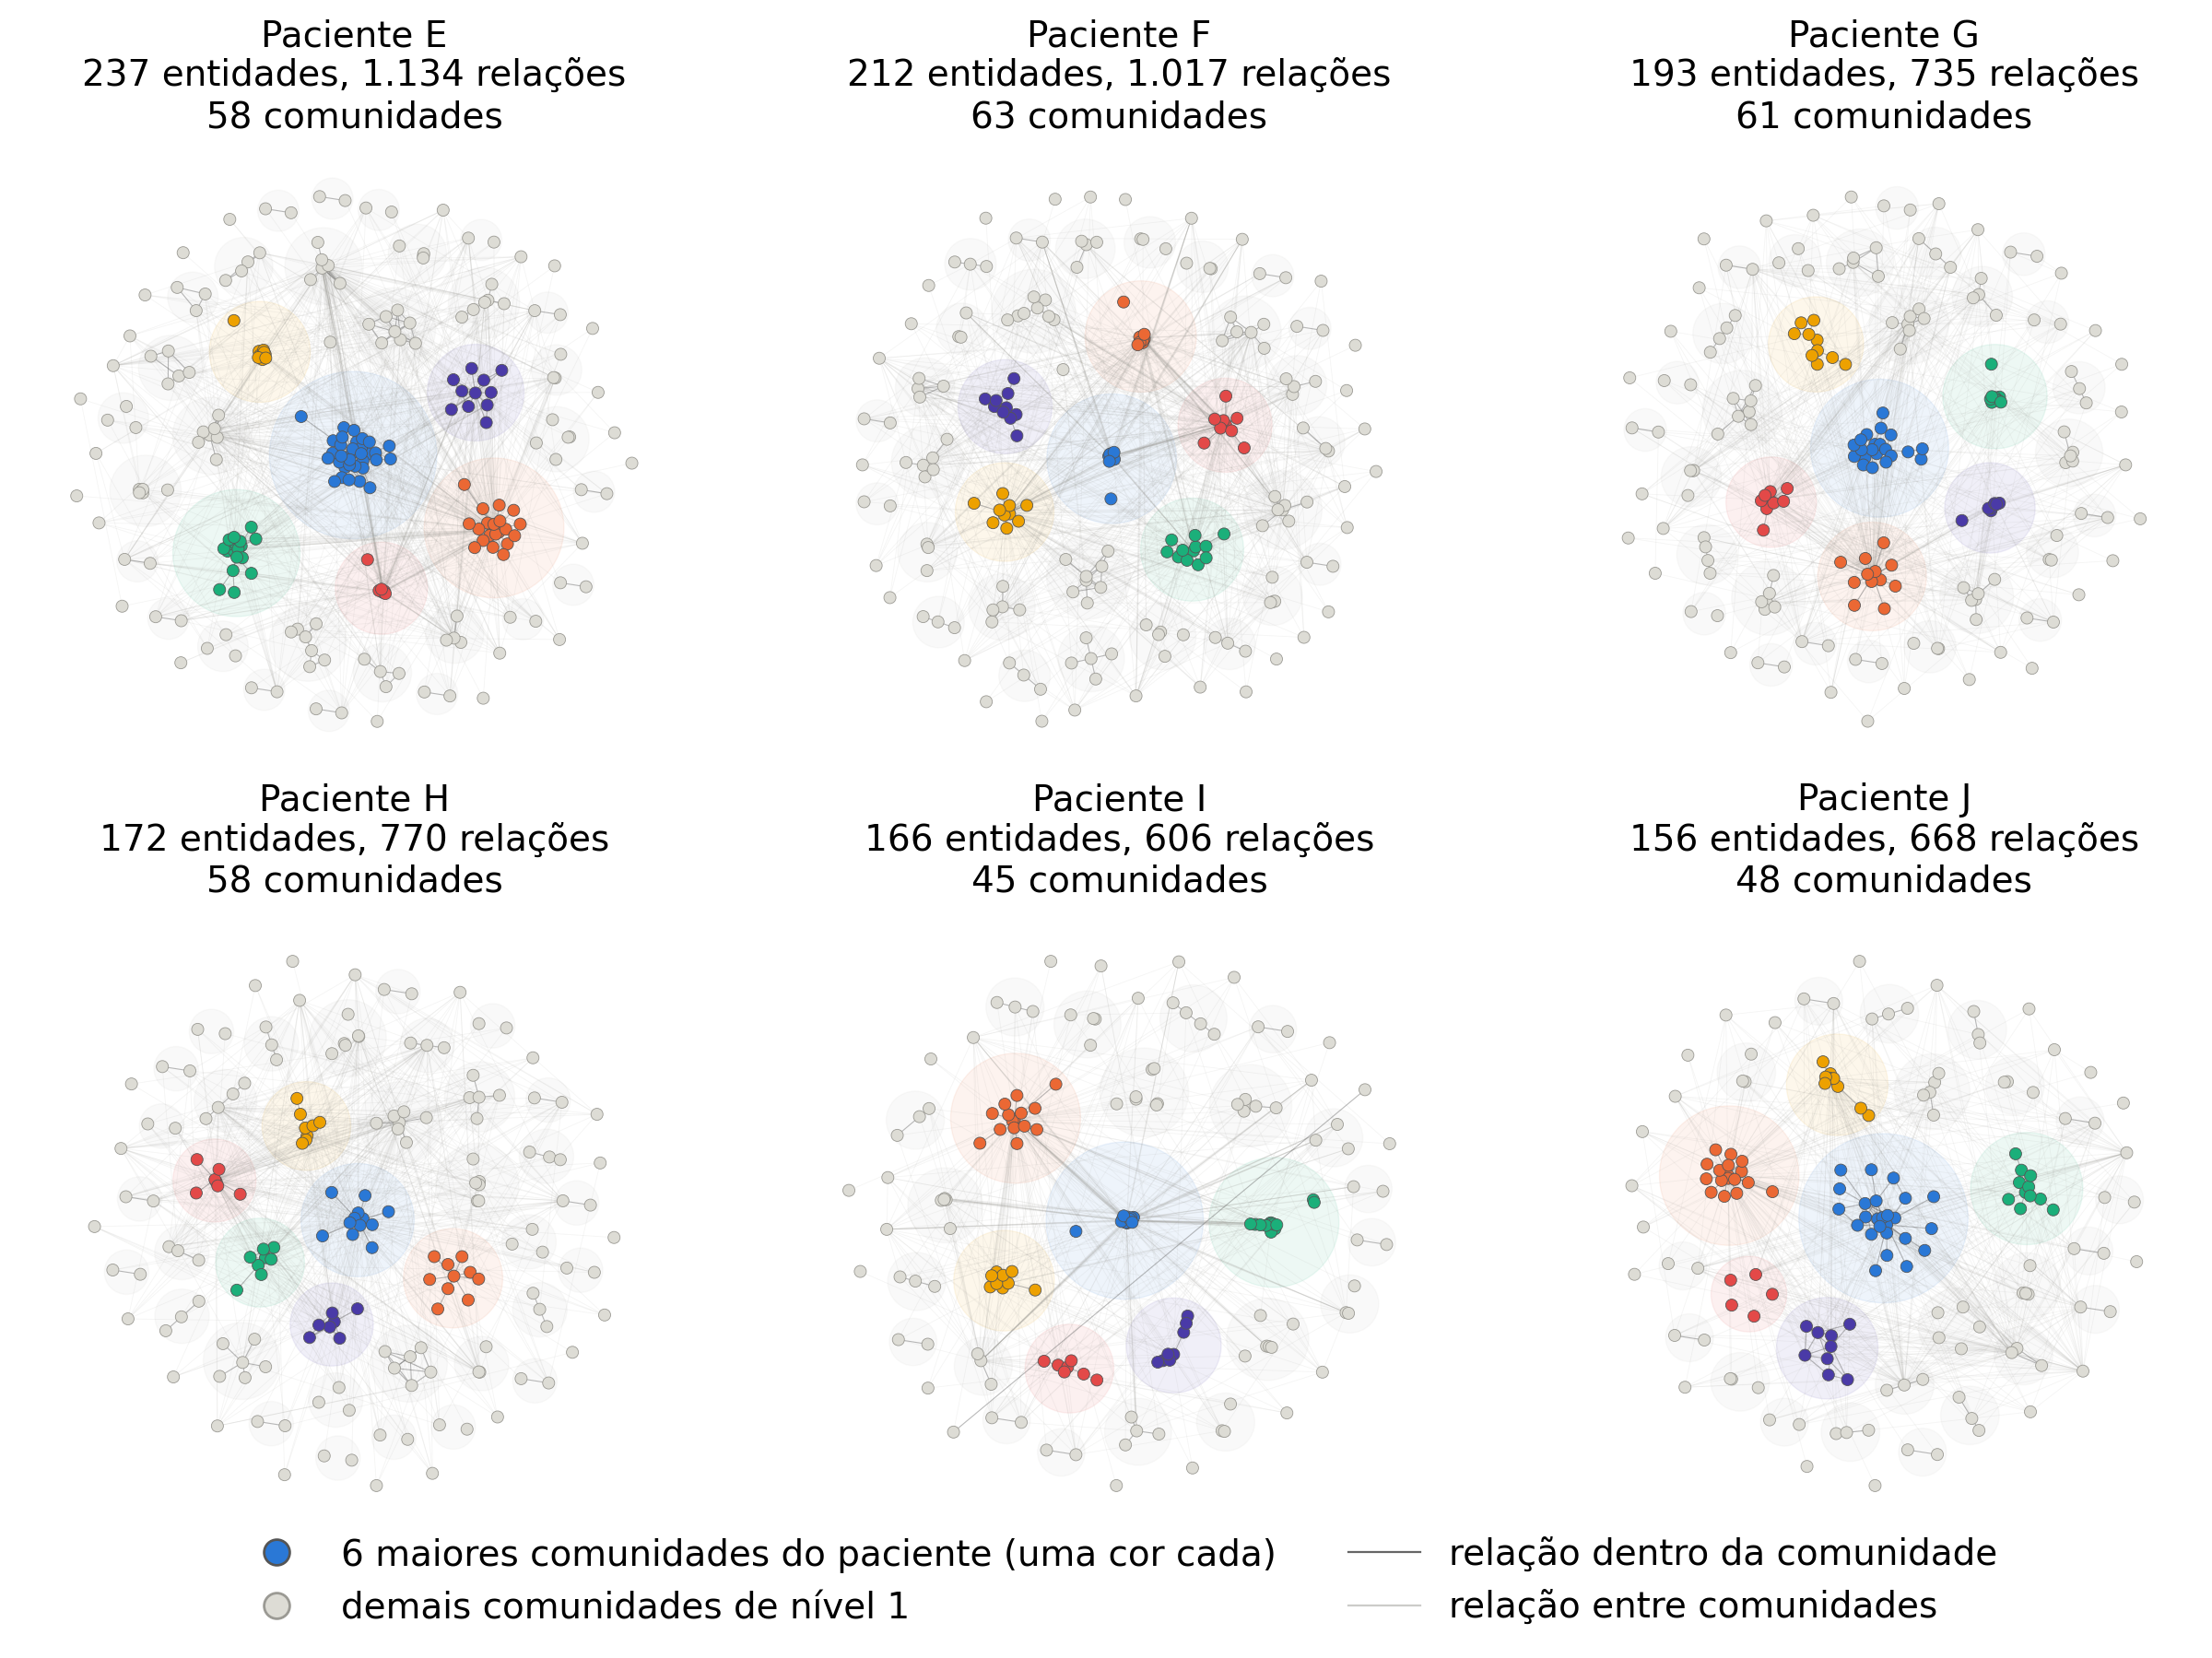 Paciente E
237 entidades, 1.134 relações
58 comunidades
Paciente F
212 entidades, 1.017 relações
63 comunidades
Paciente G
193 entidades, 735 relações
61 comunidades
Paciente H
172 entidades, 770 relações
58 comunidades
Paciente I
166 entidades, 606 relações
45 comunidades
Paciente J
156 entidades, 668 relações
48 comunidades
6 maiores comunidades do paciente (uma cor cada)
demais comunidades de nível 1
relação dentro da comunidade
relação entre comunidades